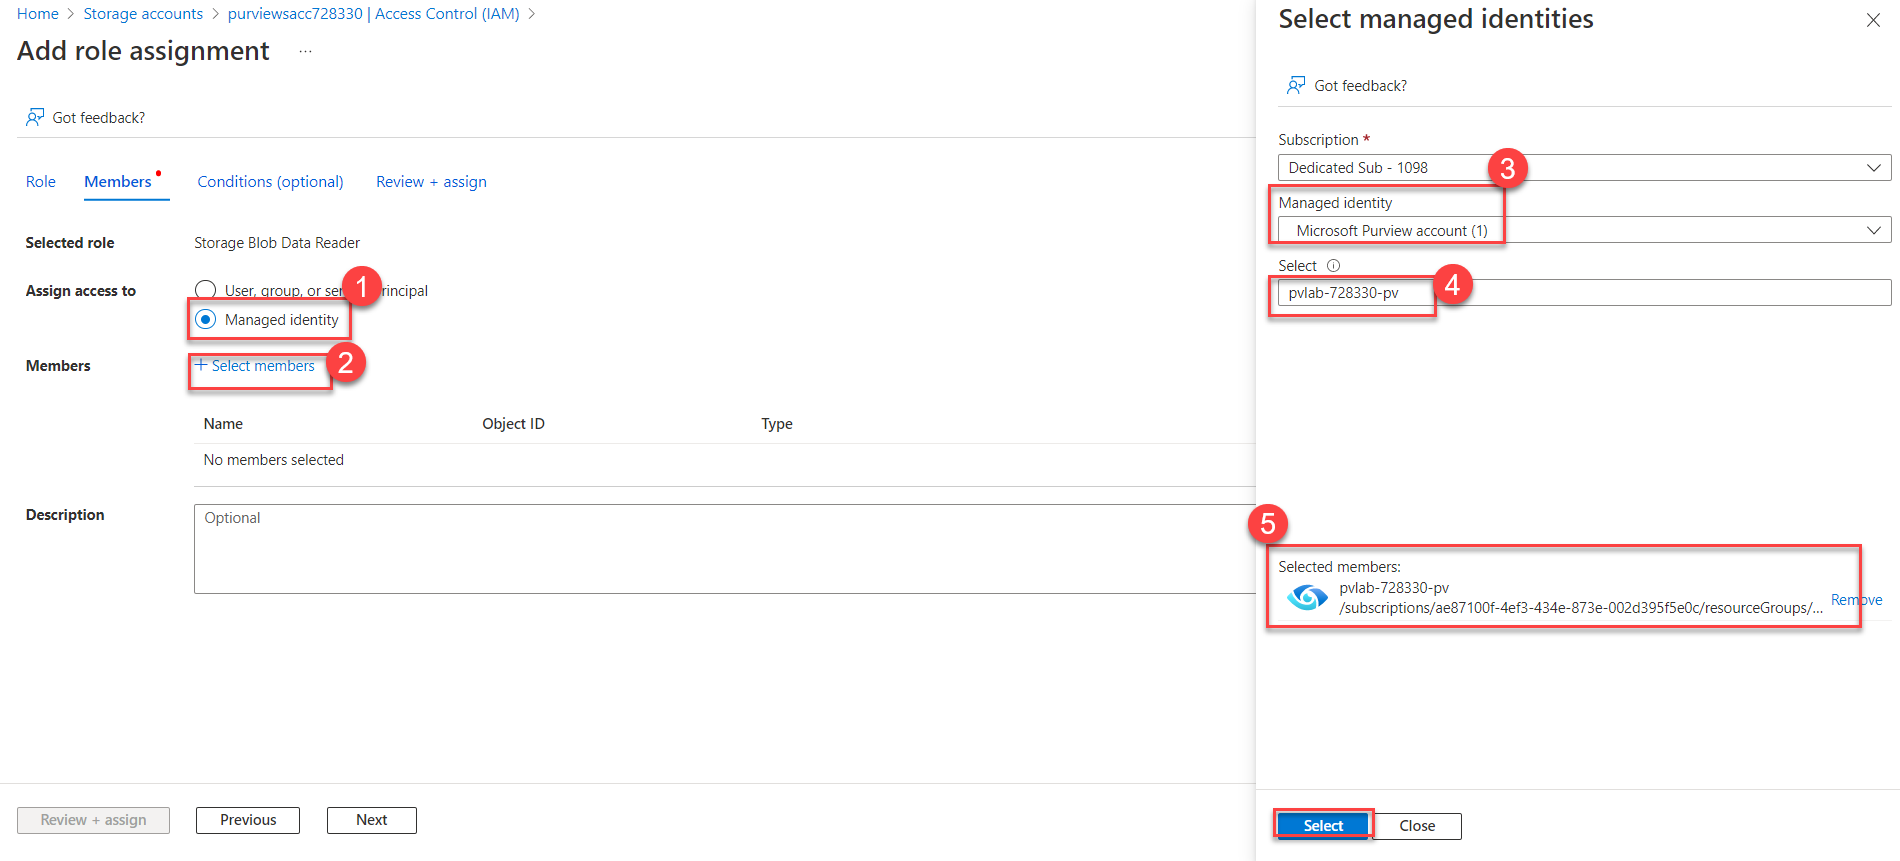 Home > Storage accounts > purviewsacc728330 | Access Control (IAM) >
Add role assignment ...
Got feedback?
Role Members Conditions (optional) Review + assign
Selected role Storage Blob Data Reader
Assign access to User, group, or ser rincipal
1
Managed identity
Members + Select members
2
Name Object ID Type
No members selected
Description Optional
Review + assign Previous Next
Select managed identities
Got feedback?
Subscription *
Dedicated Sub - 1098
3
Managed identity
Microsoft Purview account (1)
Select
pvlab-728330-pv
4
5
Selected members:
pvlab-728330-pv
/subscriptions/ae87100f-4ef3-434e-873e-002d395f5e0c/resourceGroups/... Remove
Select Close